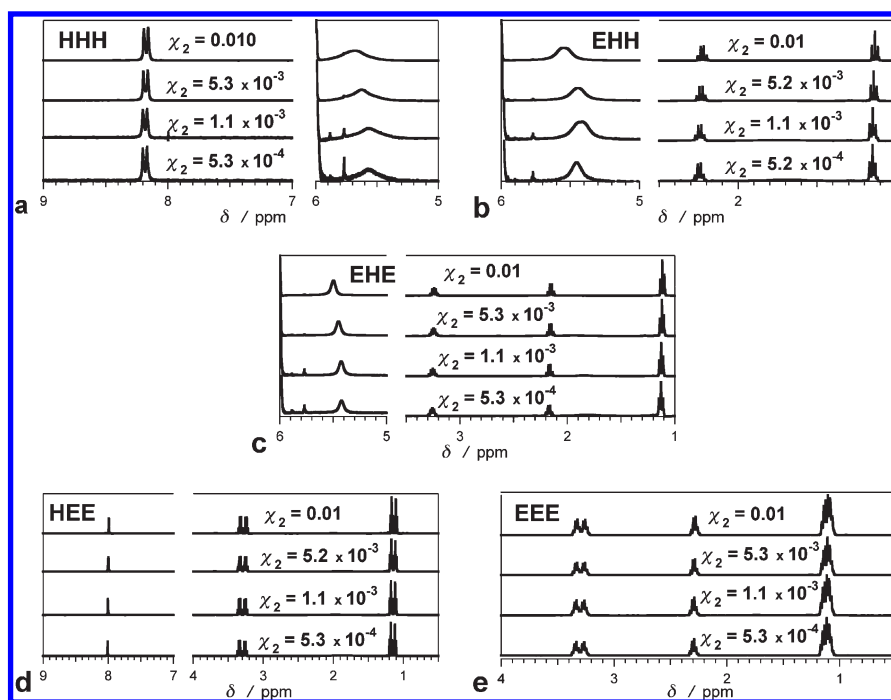 HHH
χ2 = 0.010
χ2 = 5.3 x 10-3
χ2 = 1.1 x 10-3
χ2 = 5.3 x 10-4
9 8 7 6 5
δ / ppm
a
EHH
χ2 = 0.01
χ2 = 5.2 x 10-3
χ2 = 1.1 x 10-3
χ2 = 5.2 x 10-4
6 5 2
δ / ppm
b
EHE
χ2 = 0.01
χ2 = 5.3 x 10-3
χ2 = 1.1 x 10-3
χ2 = 5.3 x 10-4
6 5 3 2 1
δ / ppm
c
HEE
χ2 = 0.01
χ2 = 5.2 x 10-3
χ2 = 1.1 x 10-3
χ2 = 5.3 x 10-4
9 8 7 4 3 2 1
δ / ppm
d
EEE
χ2 = 0.01
χ2 = 5.3 x 10-3
χ2 = 1.1 x 10-3
χ2 = 5.3 x 10-4
4 3 2 1
δ / ppm
e